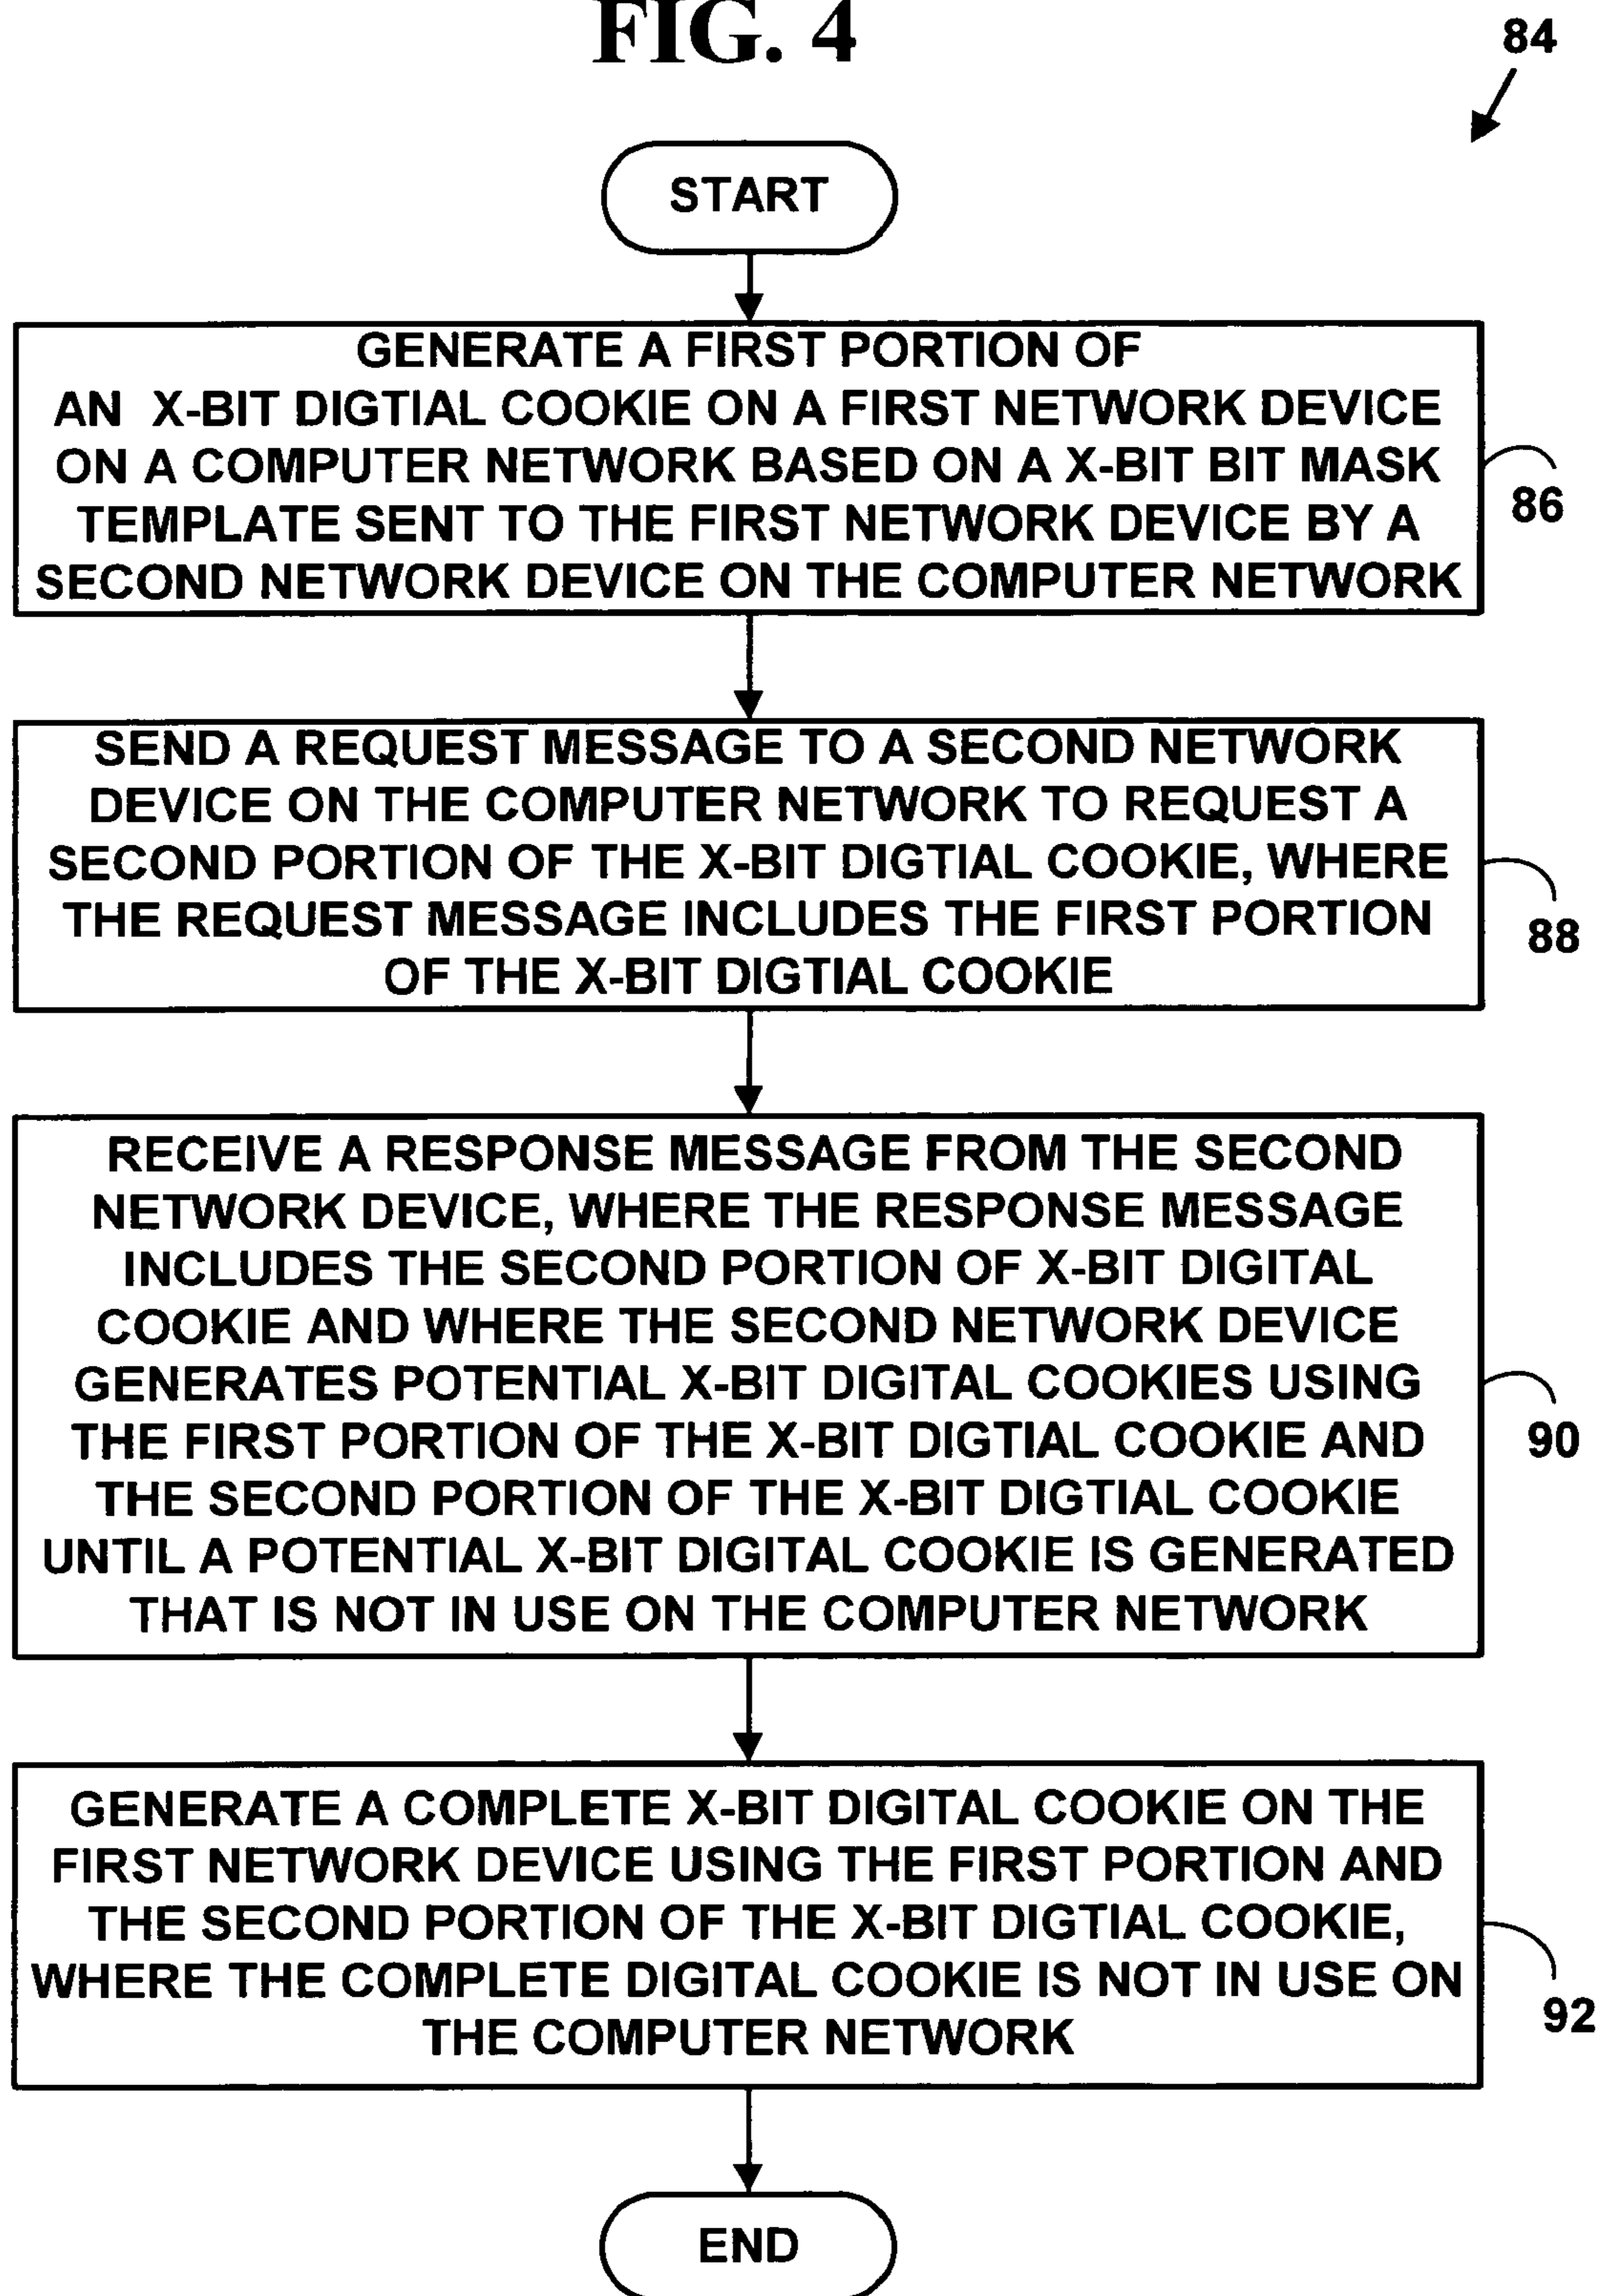 FIG. 4
84
START
GENERATE A FIRST PORTION OF
AN X-BIT DIGTIAL COOKIE ON A FIRST NETWORK DEVICE
ON A COMPUTER NETWORK BASED ON A X-BIT BIT MASK
TEMPLATE SENT TO THE FIRST NETWORK DEVICE BY A
SECOND NETWORK DEVICE ON THE COMPUTER NETWORK
86
SEND A REQUEST MESSAGE TO A SECOND NETWORK
DEVICE ON THE COMPUTER NETWORK TO REQUEST A
SECOND PORTION OF THE X-BIT DIGTIAL COOKIE, WHERE
THE REQUEST MESSAGE INCLUDES THE FIRST PORTION
OF THE X-BIT DIGTIAL COOKIE
88
RECEIVE A RESPONSE MESSAGE FROM THE SECOND
NETWORK DEVICE, WHERE THE RESPONSE MESSAGE
INCLUDES THE SECOND PORTION OF X-BIT DIGITAL
COOKIE AND WHERE THE SECOND NETWORK DEVICE
GENERATES POTENTIAL X-BIT DIGITAL COOKIES USING
THE FIRST PORTION OF THE X-BIT DIGTIAL COOKIE AND
THE SECOND PORTION OF THE X-BIT DIGTIAL COOKIE
UNTIL A POTENTIAL X-BIT DIGITAL COOKIE IS GENERATED
THAT IS NOT IN USE ON THE COMPUTER NETWORK
90
GENERATE A COMPLETE X-BIT DIGITAL COOKIE ON THE
FIRST NETWORK DEVICE USING THE FIRST PORTION AND
THE SECOND PORTION OF THE X-BIT DIGTIAL COOKIE,
WHERE THE COMPLETE DIGITAL COOKIE IS NOT IN USE ON
THE COMPUTER NETWORK
92
END